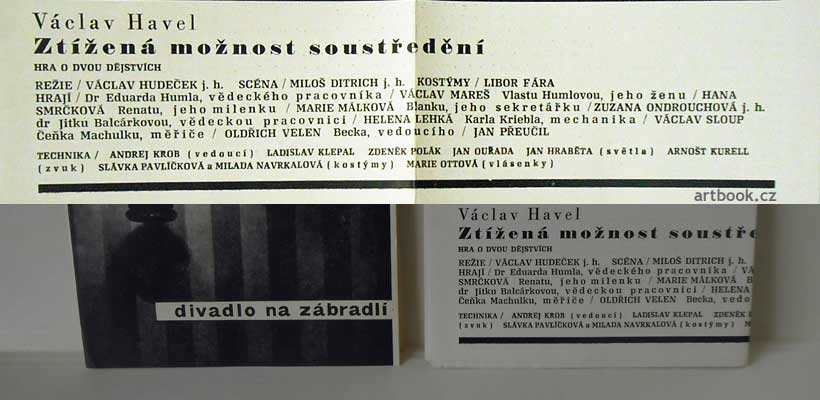 Václav Havel
Ztížená možnost soustředění
HRA O DVOU DĚJSTVÍCH
REŽIE / VÁCLAV HUDEČEK j. h. SCÉNA / MILOŠ DITRICH j. h. KOSTÝMY / LIBOR FÁRA
HRAJÍ / Dr Eduarda Humla, vědeckého pracovníka / VÁCLAV MAREŠ Vlastu Humlovou, jeho ženu / HANA
SMRČKOVÁ Renatu, jeho milenku / MARIE MÁLKOVÁ Blanku, jeho sekretářku / ZUZANA ONDROUCHOVÁ j. h.
dr Jitku Balcárkovou, vědeckou pracovnici / HELENA LEHKÁ Karla Kriebla, mechanika / VÁCLAV SLOUP
Čeňka Machulku, měřiče / OLDŘICH VELEN Becka, vedoucího / JAN PŘEUČIL
TECHNIKA / ANDREJ KROB (vedoucí) LADISLAV KLEPAL ZDENĚK POLÁK JAN OUŘADA JAN HRABĚTA (světla) ARNOŠT KURELL
(zvuk) SLÁVKA PAVLÍČKOVÁ a MILADA NAVRKALOVÁ (kostýmy) MARIE OTTOVÁ (vlásenky)
artbook.cz
divadlo na zábradlí
Václav Havel
Ztížená možnost soustře
HRA O DVOU DĚJSTVÍCH
REŽIE / VÁCLAV HUDEČEK j. h. SCÉNA / MILOŠ DITRICH j. h.
HRAJÍ / Dr Eduarda Humla, vědeckého pracovníka / VÁ
SMRČKOVÁ Renatu, jeho milenku / MARIE MÁLKOVÁ B
dr Jitku Balcárkovou, vědeckou pracovnici / HELENA
Čeňka Machulku, měřiče / OLDŘICH VELEN Becka, vedo
TECHNIKA / ANDREJ KROB (vedoucí) LADISLAV KLEPAL ZDENĚK
(zvuk) SLÁVKA PAVLÍČKOVÁ a MILADA NAVRKALOVÁ (kostýmy)